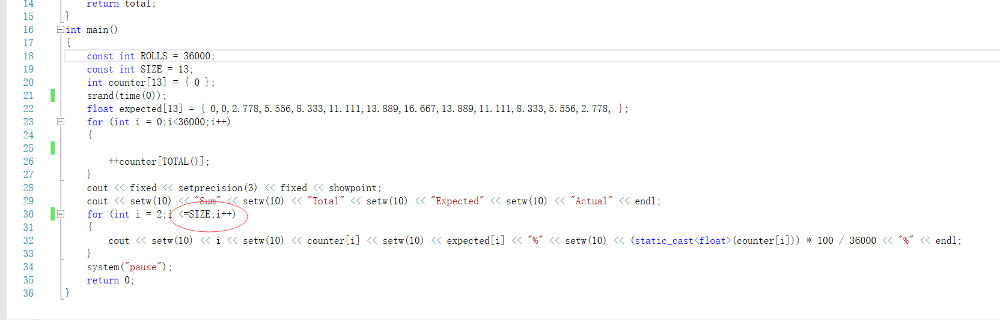 14 return total;
15 }
16 int main()
17 {
18 const int ROLLS = 36000;
19 const int SIZE = 13;
20 int counter[13] = { 0 };
21 srand(time(0));
22 float expected[13] = { 0,0,2.778,5.556,8.333,11.111,13.889,16.667,13.889,11.111,8.333,5.556,2.778, };
23 for (int i = 0;i<36000;i++)
24 {
25
26 ++counter[TOTAL()];
27 }
28 cout << fixed << setprecision(3) << fixed << showpoint;
29 cout << setw(10) << "Sum" << setw(10) << "Total" << setw(10) << "Expected" << setw(10) << "Actual" << endl;
30 for (int i = 2;i <=SIZE;i++)
31 {
32 cout << setw(10) << i << setw(10) << counter[i] << setw(10) << expected[i] << "%" << setw(10) << (static_cast<float>(counter[i])) * 100 / 36000 << "%" << endl;
33 }
34 system("pause");
35 return 0;
36 }